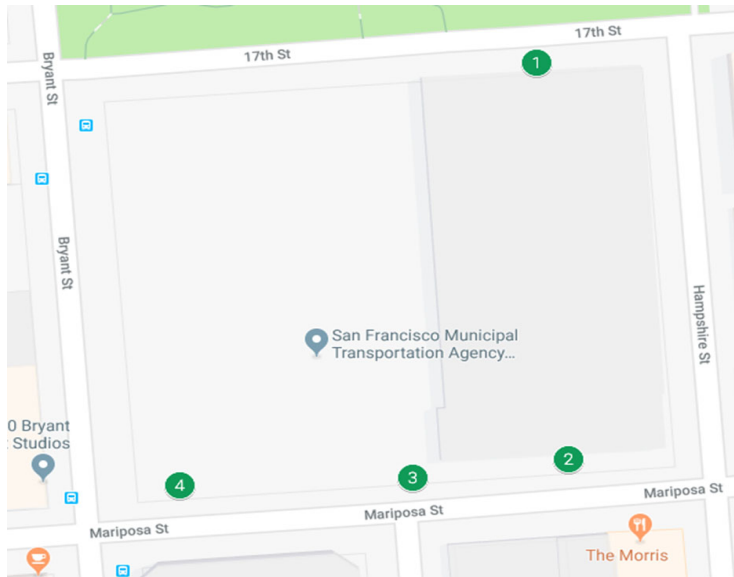 17th St
17th St
1
Bryant St
Bryant St
Hampshire St
San Francisco Municipal
Transportation Agency...
0 Bryant
: Studios
2
3
4
Mariposa St
Mariposa St
Mariposa St
The Morris